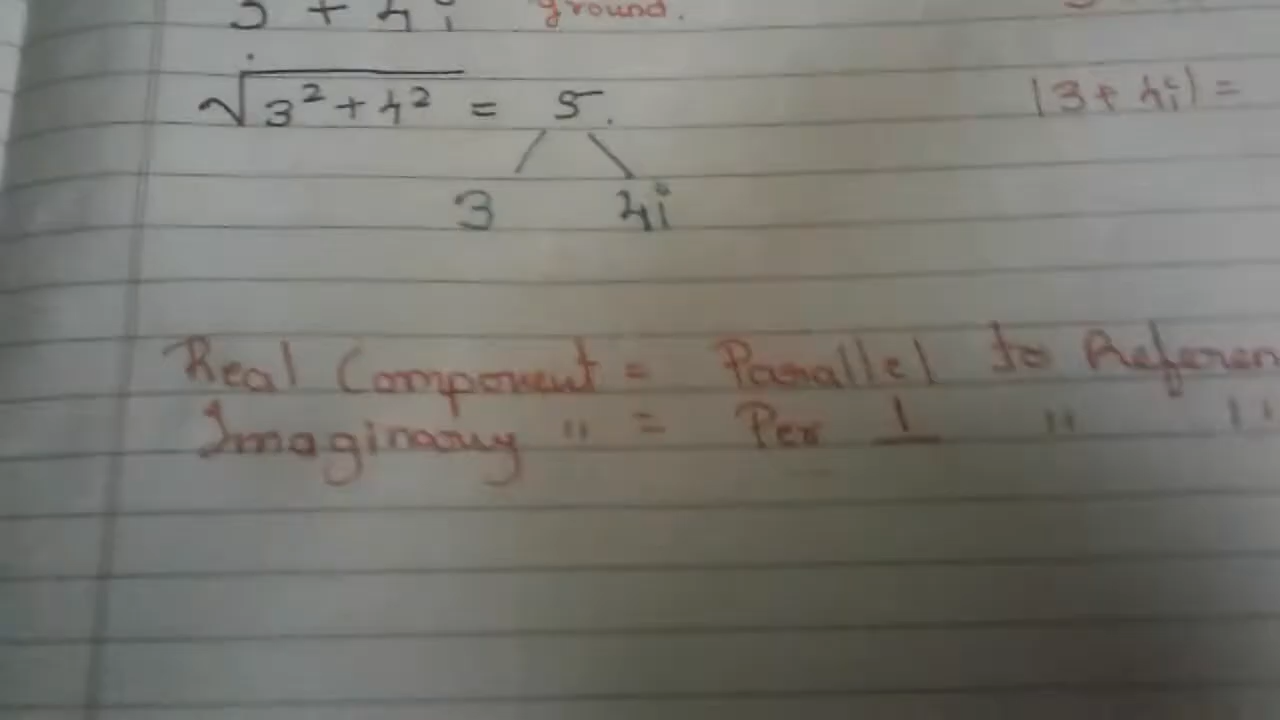 3 + 4i ground.
√3² + 4² = 5. |3 + 4i| =
3 4i
Real Component = Parallel to Referen
Imaginary " = Per ⊥ " "